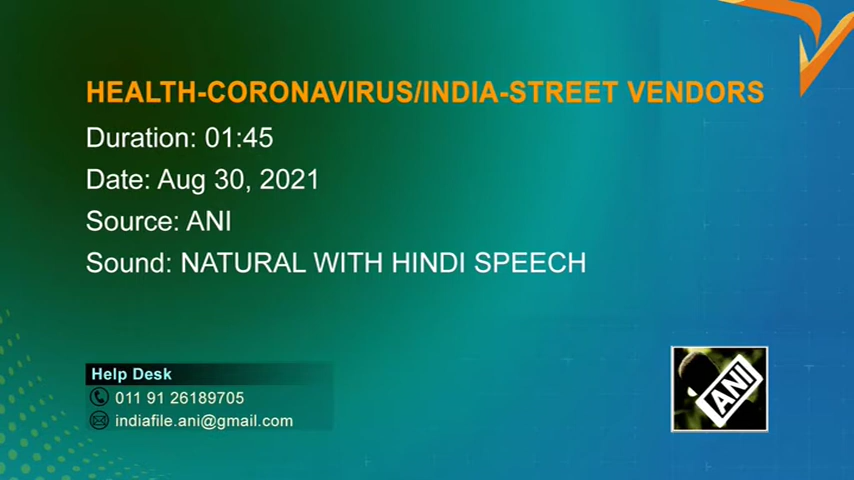 HEALTH-CORONAVIRUS/INDIA-STREET VENDORS
Duration: 01:45
Date: Aug 30, 2021
Source: ANI
Sound: NATURAL WITH HINDI SPEECH
Help Desk
011 91 26189705
indiafile.ani@gmail.com
ANI